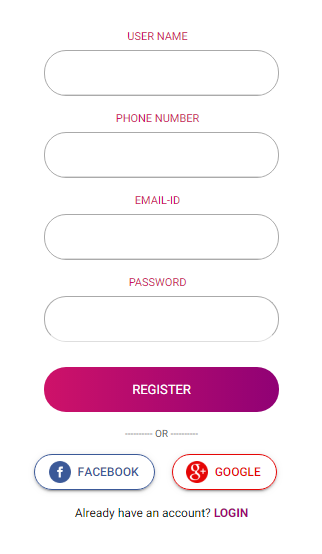 USER NAME
PHONE NUMBER
EMAIL-ID
PASSWORD
REGISTER
---------- OR ----------
f FACEBOOK g+ GOOGLE
Already have an account? LOGIN